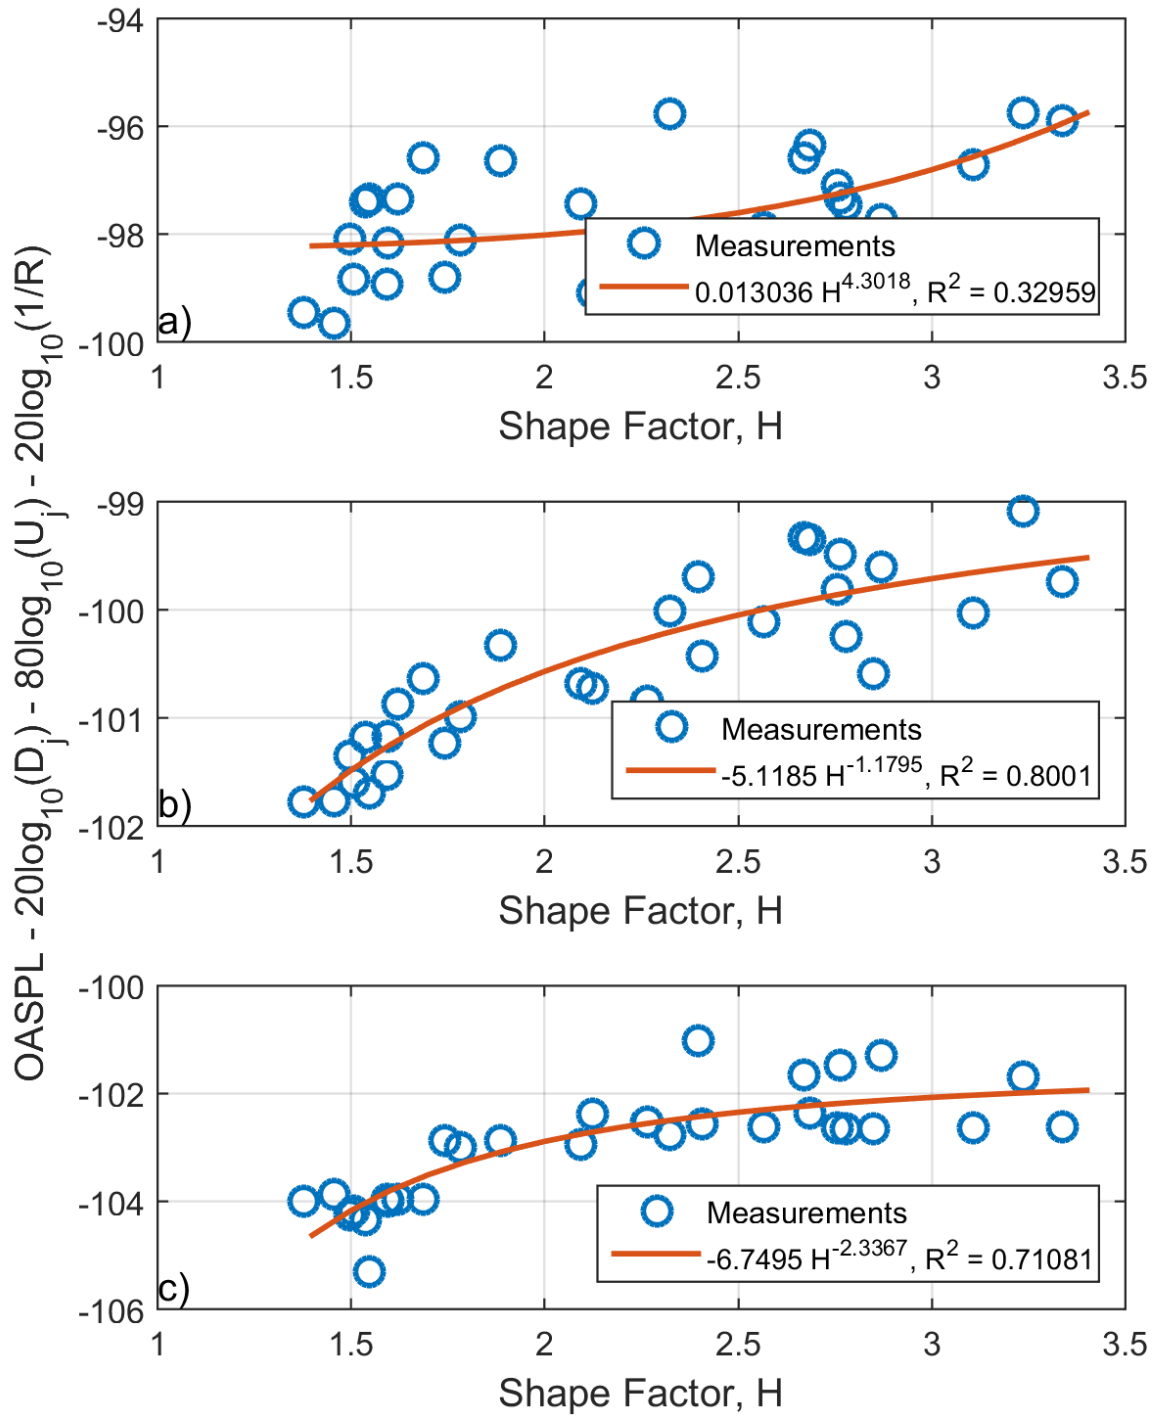 OASPL - 20log10(Dj) - 80log10(Uj) - 20log10(1/R)
-94
-96
-98
-100
a)
Measurements
0.013036 H^4.3018, R^2 = 0.32959
1 1.5 2 2.5 3 3.5
Shape Factor, H
-99
-100
-101
-102
b)
Measurements
-5.1185 H^-1.1795, R^2 = 0.8001
1 1.5 2 2.5 3 3.5
Shape Factor, H
-100
-102
-104
-106
c)
Measurements
-6.7495 H^-2.3367, R^2 = 0.71081
1 1.5 2 2.5 3 3.5
Shape Factor, H